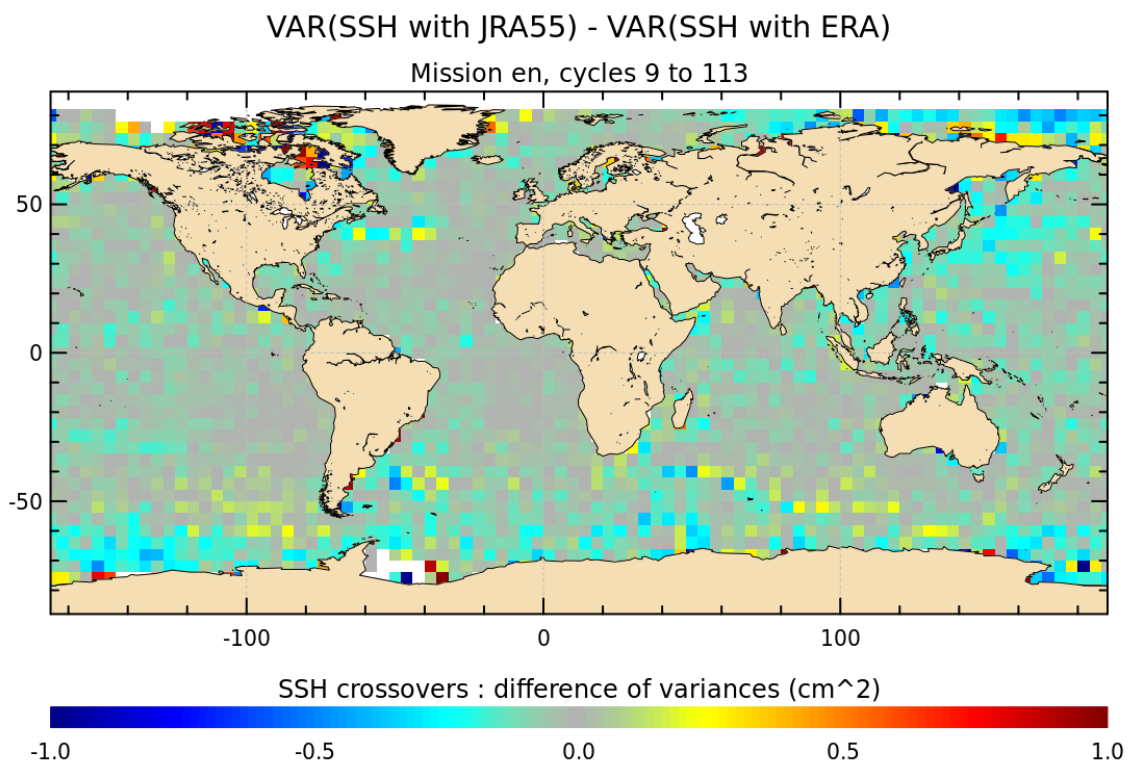 VAR(SSH with JRA55) - VAR(SSH with ERA)
Mission en, cycles 9 to 113
50
0
-50
-100 0 100
SSH crossovers : difference of variances (cm^2)
-1.0 -0.5 0.0 0.5 1.0